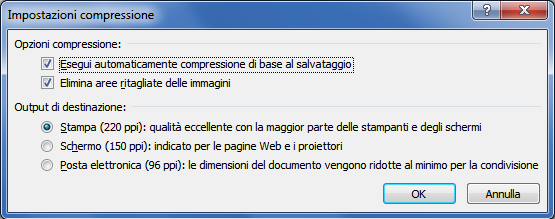 Impostazioni compressione
Opzioni compressione:
Esegui automaticamente compressione di base al salvataggio
Elimina aree ritagliate delle immagini
Output di destinazione:
Stampa (220 ppi): qualità eccellente con la maggior parte delle stampanti e degli schermi
Schermo (150 ppi): indicato per le pagine Web e i proiettori
Posta elettronica (96 ppi): le dimensioni del documento vengono ridotte al minimo per la condivisione
OK Annulla